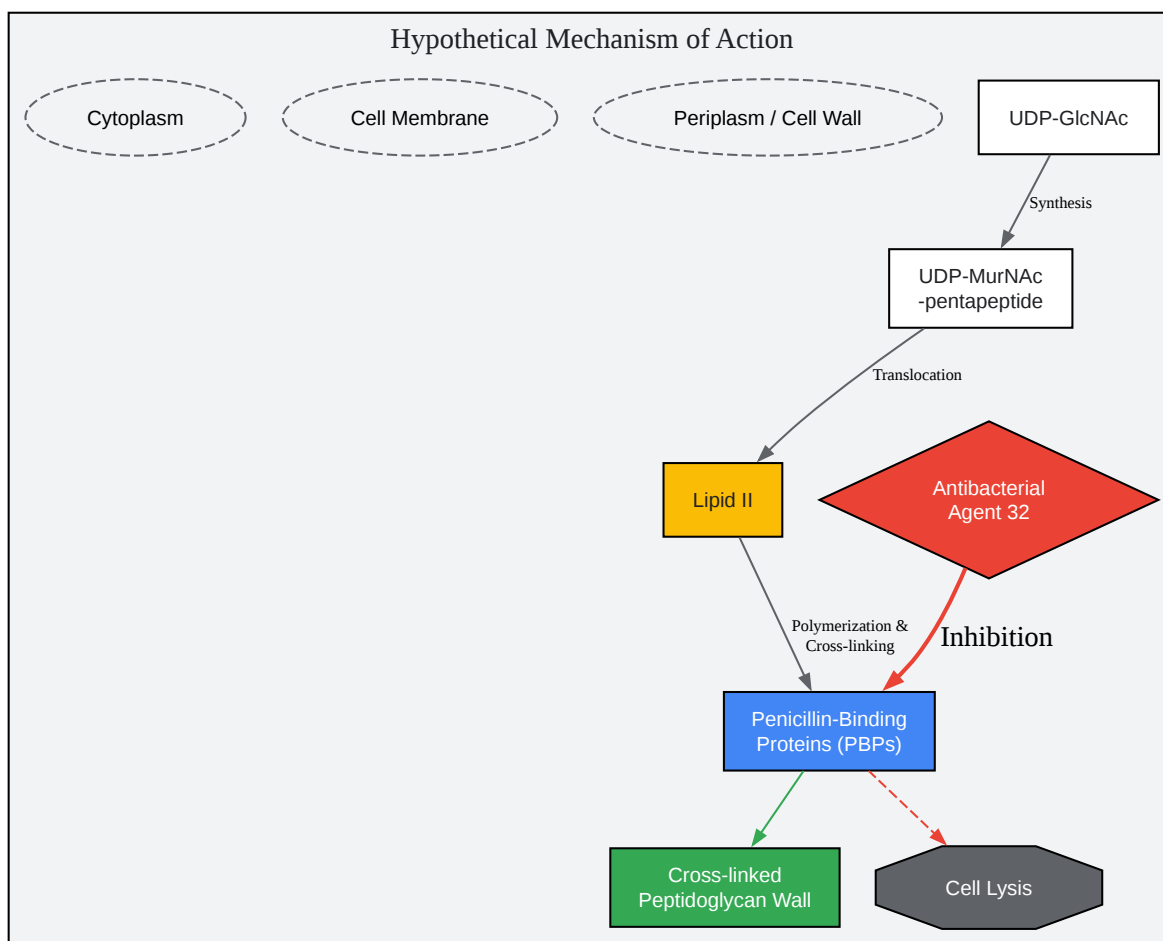 Hypothetical Mechanism of Action
Cytoplasm
Cell Membrane
Periplasm / Cell Wall
UDP-GlcNAc
Synthesis
UDP-MurNAc
-pentapeptide
Translocation
Lipid II
Antibacterial
Agent 32
Polymerization &
Cross-linking
Inhibition
Penicillin-Binding
Proteins (PBPs)
Cross-linked
Peptidoglycan Wall
Cell Lysis